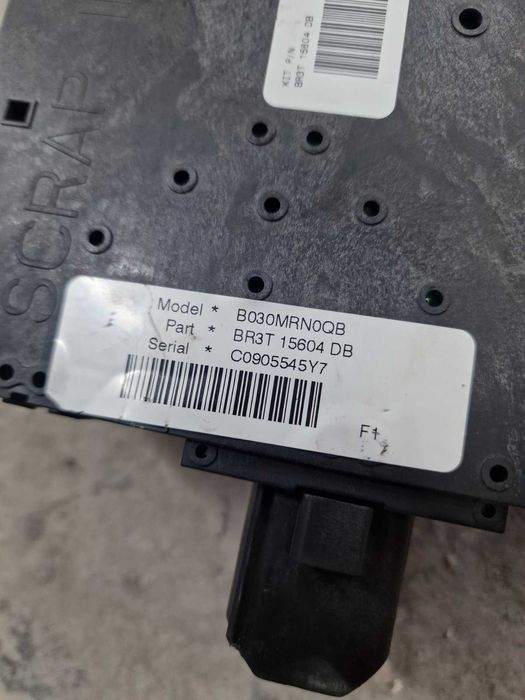 KIT P/N
BR3T 15604 DB
SCRAP
Model * B030MRN0QB
Part * BR3T 15604 DB
Serial * C0905545Y7
F1